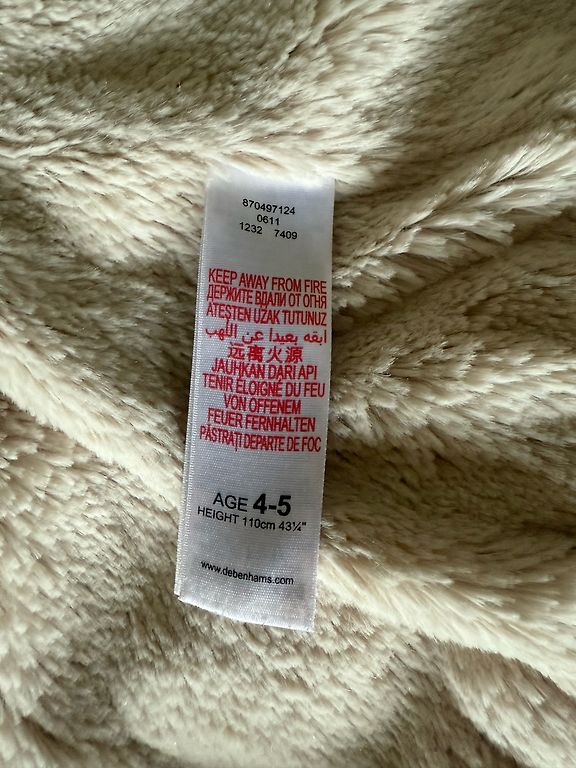 870497124
0611
1232 7409
KEEP AWAY FROM FIRE
ДЕРЖИТЕ ВДАЛИ ОТ ОГНЯ
ATEŞTEN UZAK TUTUNUZ
ابقه بعيدا عن اللهب
远离火源
JAUHKAN DARI API
TENIR ÉLOIGNÉ DU FEU
VON OFFENEM
FEUER FERNHALTEN
PĂSTRAȚI DEPARTE DE FOC
AGE 4-5
HEIGHT 110cm 43¼"
www.debenhams.com